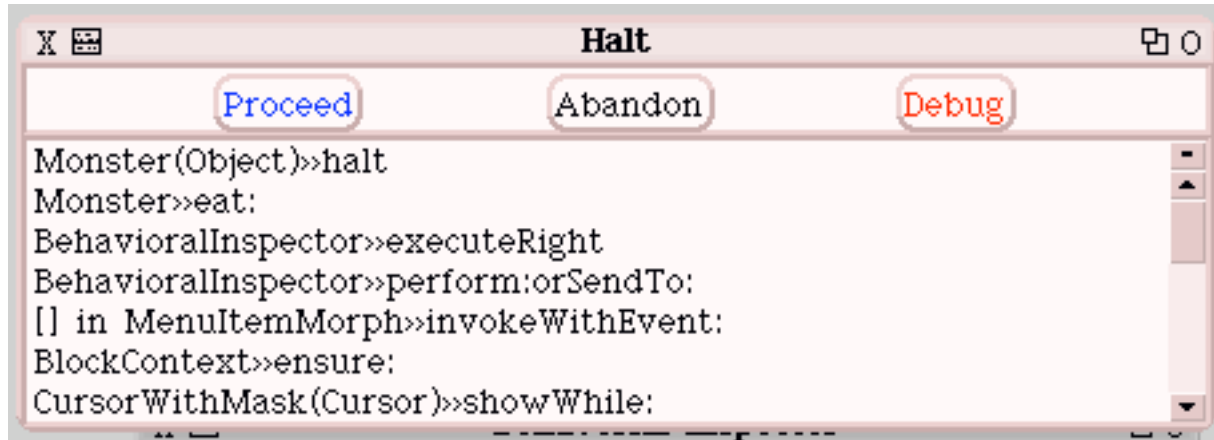 X Halt O
Proceed Abandon Debug
Monster(Object)»halt
Monster»eat:
BehavioralInspector»executeRight
BehavioralInspector»perform:orSendTo:
[] in MenuItemMorph»invokeWithEvent:
BlockContext»ensure:
CursorWithMask(Cursor)»showWhile: